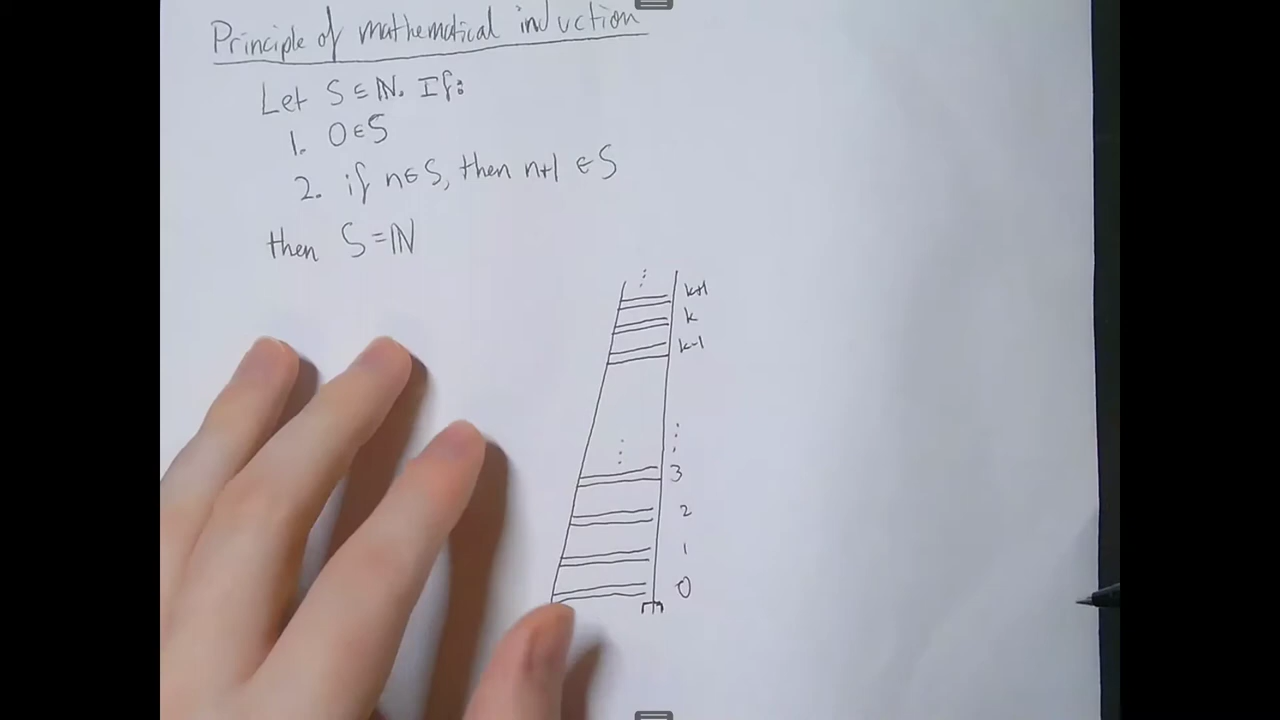 Principle of mathematical induction
Let S ⊆ ℕ. If:
1. 0 ∈ S
2. if n ∈ S, then n+1 ∈ S
then S = ℕ
⋮
k+1
k
k-1
⋮ ⋮
3
2
1
0